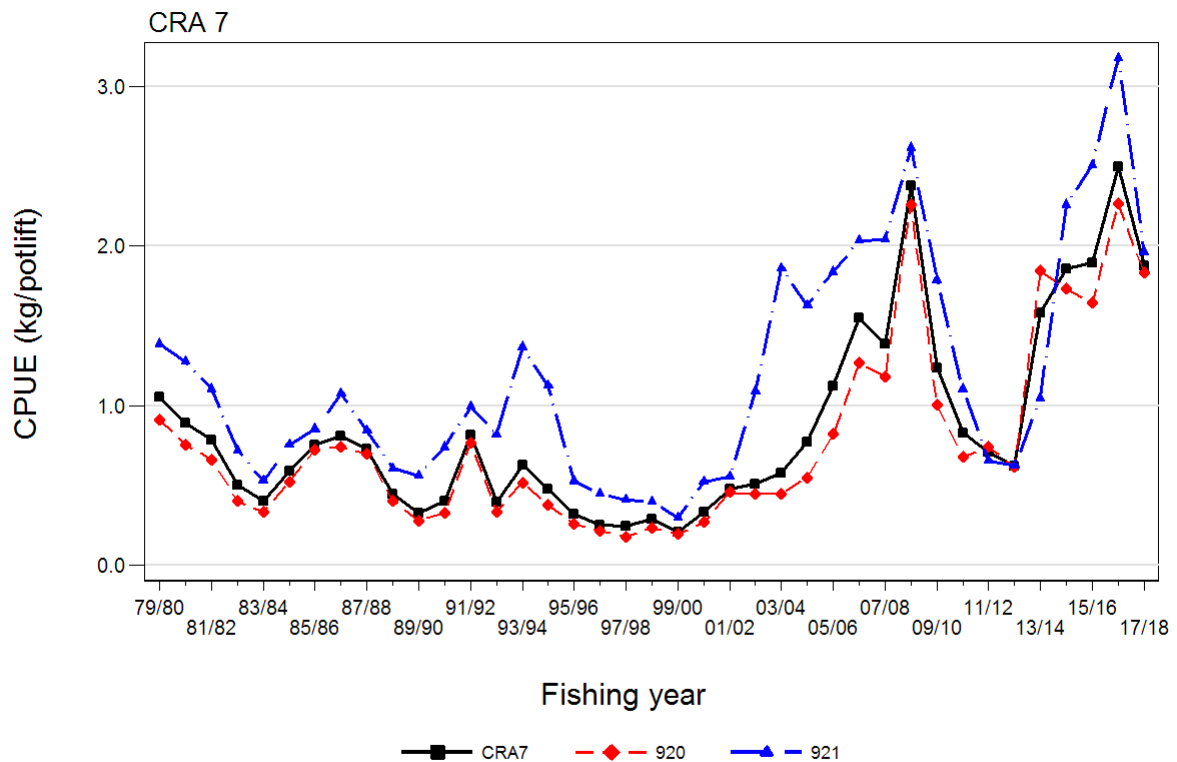 CRA 7
CPUE (kg/potlift)
3.0
2.0
1.0
0.0
79/80 83/84 87/88 91/92 95/96 99/00 03/04 07/08 11/12 15/16
81/82 85/86 89/90 93/94 97/98 01/02 05/06 09/10 13/14 17/18
Fishing year
CRA7 920 921